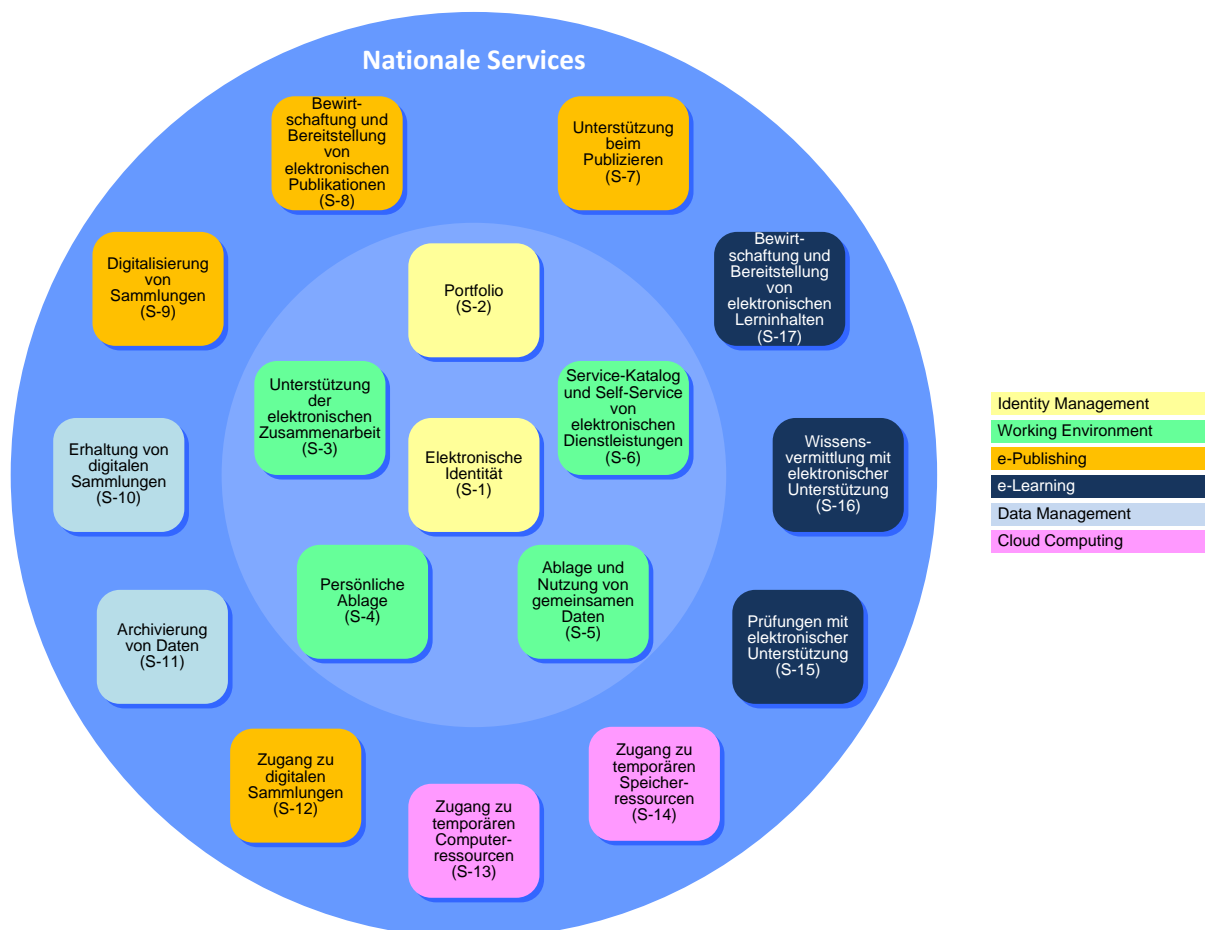 Nationale Services
Bewirt-
schaftung und
Bereitstellung
von
elektronischen
Publikationen
(S-8)
Unterstützung
beim
Publizieren
(S-7)
Digitalisierung
von
Sammlungen
(S-9)
Portfolio
(S-2)
Bewirt-
schaftung und
Bereitstellung
von
elektronischen
Lerninhalten
(S-17)
Unterstützung
der
elektronischen
Zusammenarbeit
(S-3)
Service-Katalog
und Self-Service
von
elektronischen
Dienstleistungen
(S-6)
Erhaltung von
digitalen
Sammlungen
(S-10)
Elektronische
Identität
(S-1)
Wissens-
vermittlung mit
elektronischer
Unterstützung
(S-16)
Persönliche
Ablage
(S-4)
Ablage und
Nutzung von
gemeinsamen
Daten
(S-5)
Archivierung
von Daten
(S-11)
Prüfungen mit
elektronischer
Unterstützung
(S-15)
Zugang zu
digitalen
Sammlungen
(S-12)
Zugang zu
temporären
Computer-
ressourcen
(S-13)
Zugang zu
temporären
Speicher-
ressourcen
(S-14)
Identity Management
Working Environment
e-Publishing
e-Learning
Data Management
Cloud Computing